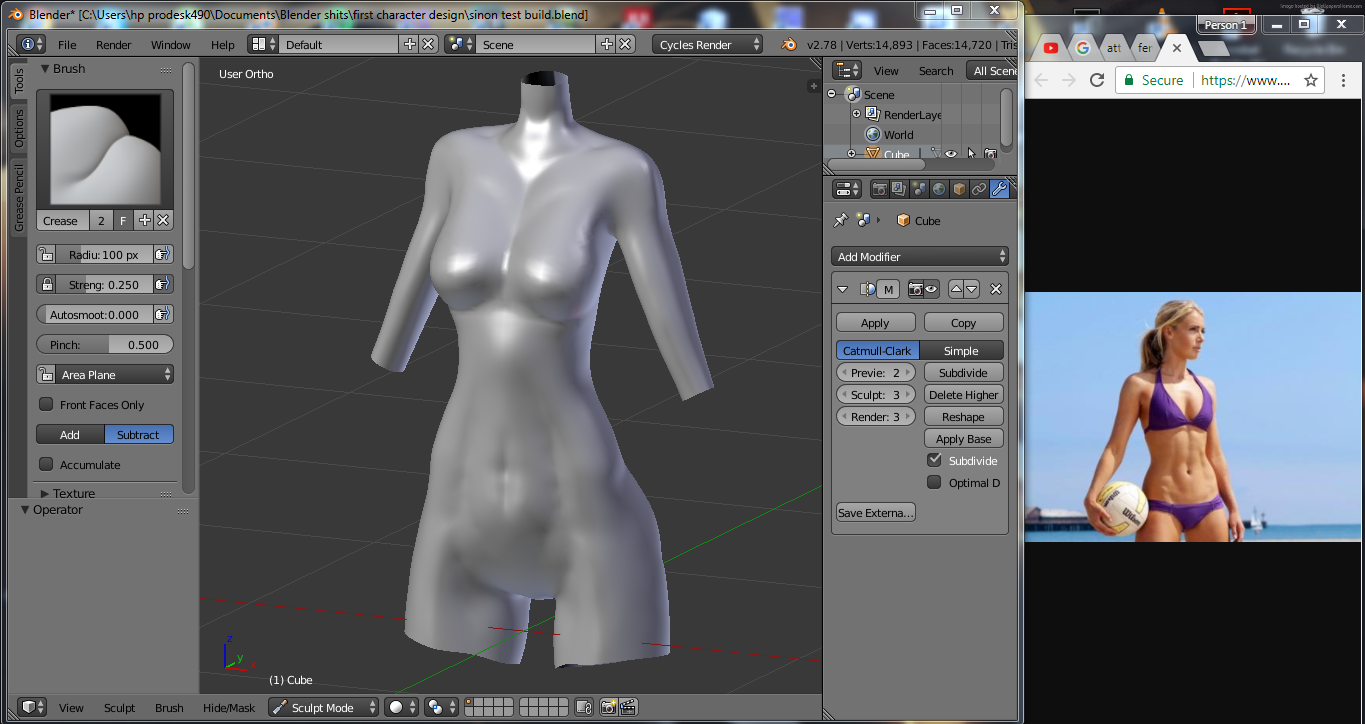 Blender* [C:\Users\hp prodesk490\Documents\Blender shits\first character design\sinon test build.blend]
File Render Window Help Default Scene Cycles Render v2.78 | Verts:14,893 | Faces:14,720 | Tris
Tools
Options
Grease Pencil
Brush
Crease 2 F
Radiu: 100 px
Streng: 0.250
Autosmoot: 0.000
Pinch: 0.500
Area Plane
Front Faces Only
Add Subtract
Accumulate
Texture
Operator
User Ortho
z
y
x
(1) Cube
View Sculpt Brush Hide/Mask Sculpt Mode
View Search All Scene
Scene
RenderLaye
World
Cube
Cube
Add Modifier
M
Apply Copy
Catmull-Clark Simple
Previe: 2 Subdivide
Sculpt: 3 Delete Higher
Render: 3 Reshape
Apply Base
Subdivide
Optimal D
Save Externa...
Person 1
att fer
Secure https://www....
Wilson